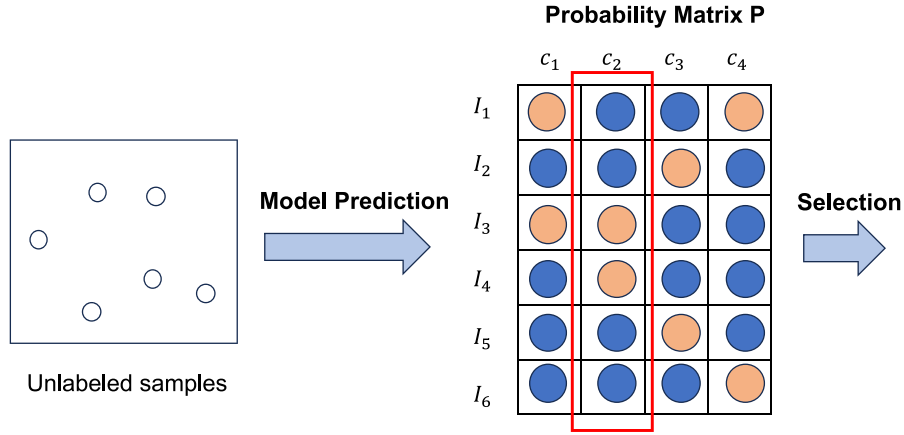 Probability Matrix P
c₁ c₂ c₃ c₄
I₁
I₂
Model Prediction
Selection
I₃
I₄
I₅
Unlabeled samples
I₆